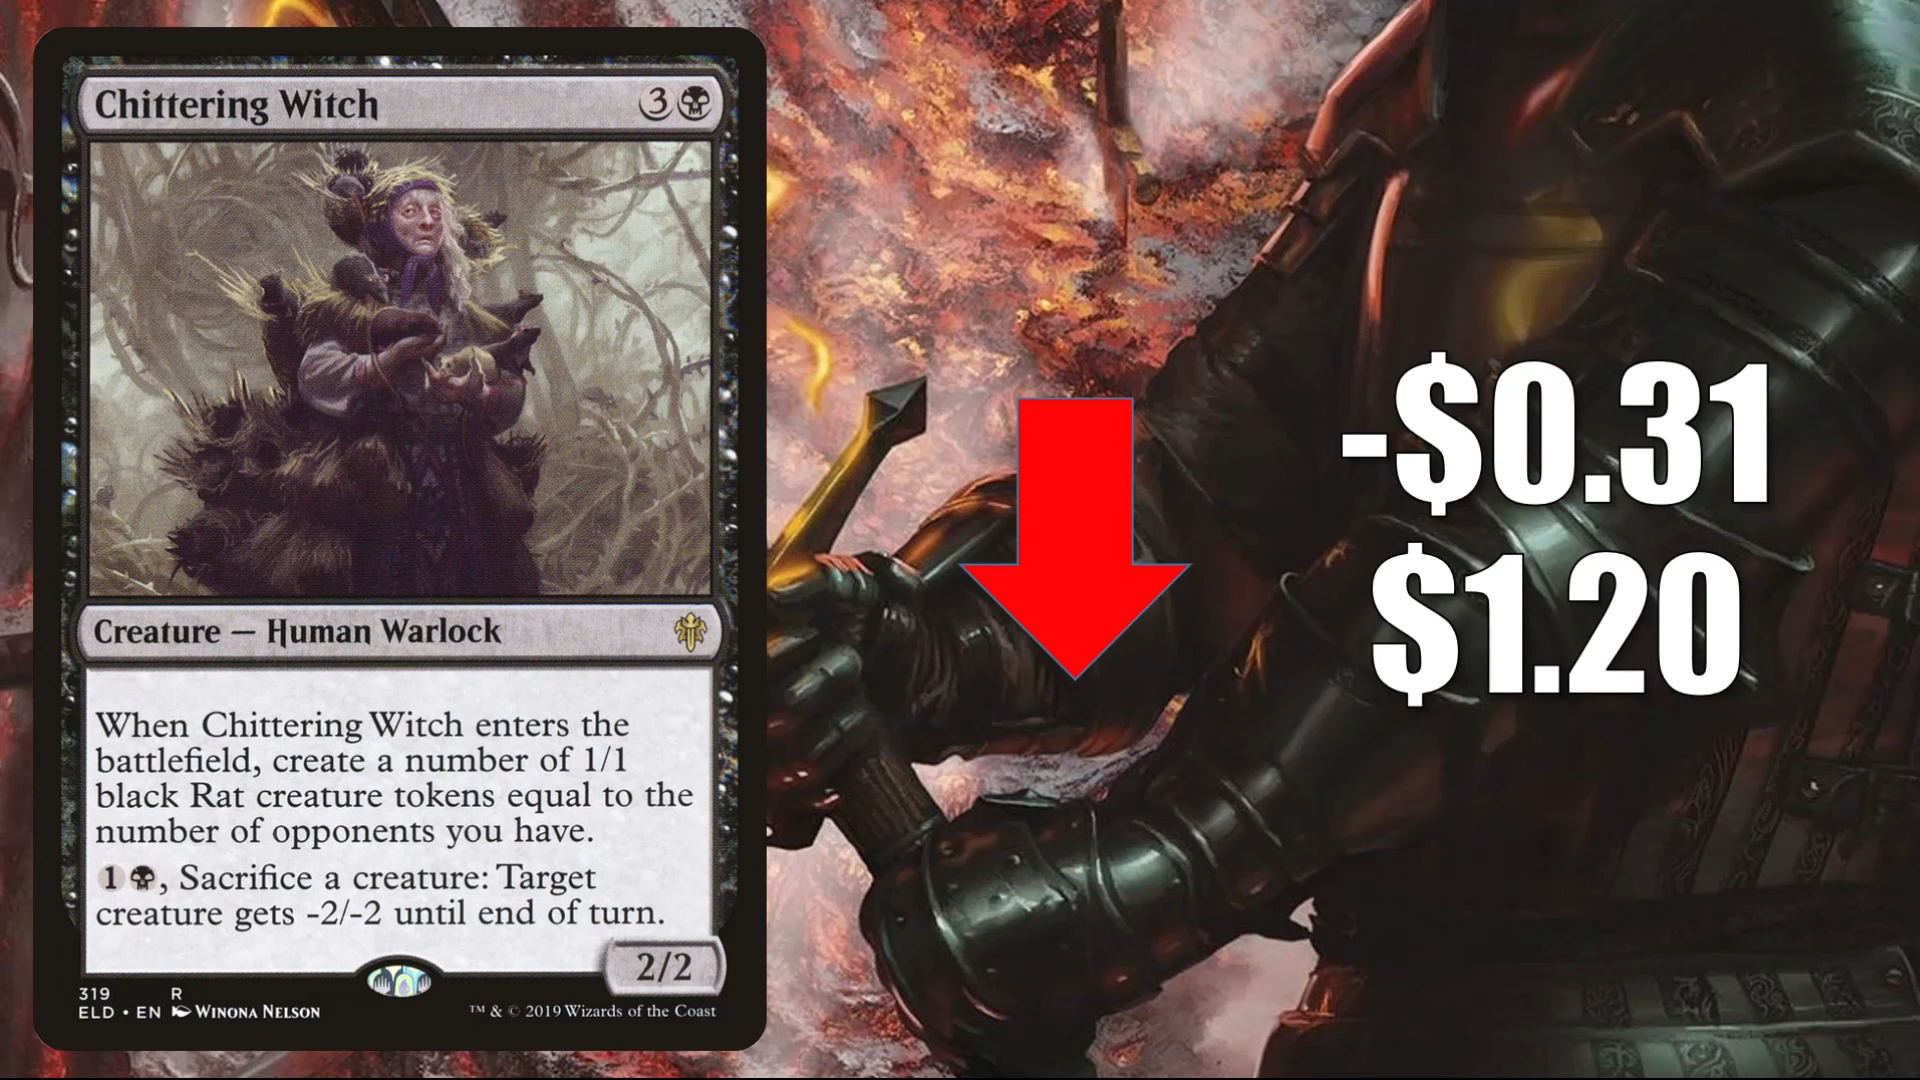 Chittering Witch 3
Creature — Human Warlock
When Chittering Witch enters the
battlefield, create a number of 1/1
black Rat creature tokens equal to the
number of opponents you have.
1, Sacrifice a creature: Target
creature gets -2/-2 until end of turn.
2/2
319 R
ELD • EN Winona Nelson
™ & © 2019 Wizards of the Coast
-$0.31
$1.20